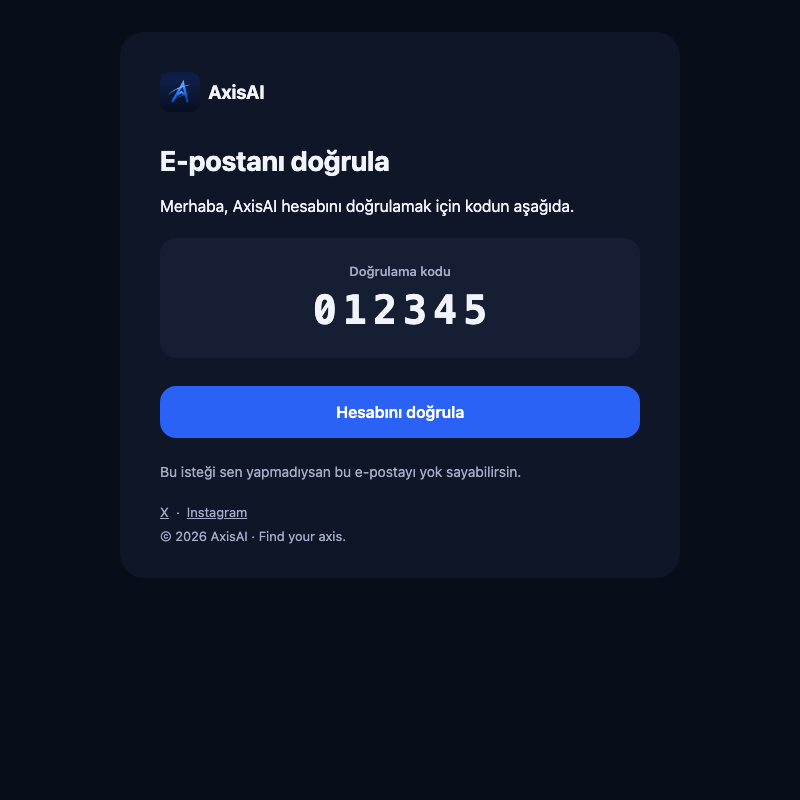 AxisAI
E-postanı doğrula
Merhaba, AxisAI hesabını doğrulamak için kodun aşağıda.
Doğrulama kodu
012345
Hesabını doğrula
Bu isteği sen yapmadıysan bu e-postayı yok sayabilirsin.
X · Instagram
© 2026 AxisAI · Find your axis.